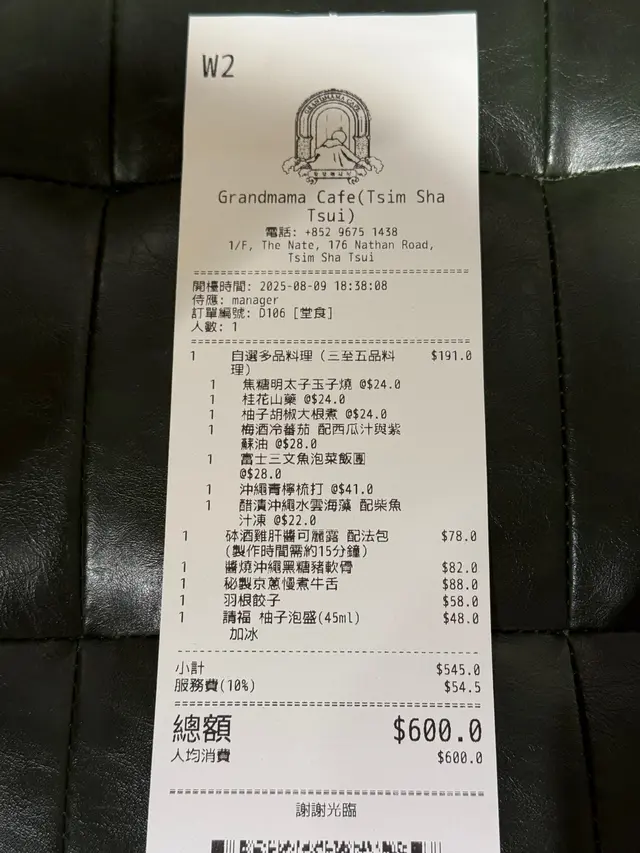 W2
GRANDMAMA CAFE
Grandmama Cafe(Tsim Sha
Tsui)
電話: +852 9675 1438
1/F, The Nate, 176 Nathan Road,
Tsim Sha Tsui
開檯時間: 2025-08-09 18:38:08
侍應: manager
訂單編號: D106 [堂食]
人數: 1
1 自選多品料理 (三至五品料 $191.0
理)
1 焦糖明太子玉子燒 @$24.0
1 桂花山藥 @$24.0
1 柚子胡椒大根煮 @$24.0
1 梅酒冷蕃茄 配西瓜汁與紫
蘇油 @$28.0
1 富士三文魚泡菜飯團
@$28.0
1 沖繩青檸梳打 @$41.0
1 醋漬沖繩水雲海藻 配柴魚
汁凍 @$22.0
1 砵酒雞肝醬可麗露 配法包 $78.0
(製作時間需約15分鐘)
1 醬燒沖繩黑糖豬軟骨 $82.0
1 秘製京蔥慢煮牛舌 $88.0
1 羽根餃子 $58.0
1 請福 柚子泡盛(45ml) $48.0
加冰
小計 $545.0
服務費(10%) $54.5
總額 $600.0
人均消費 $600.0
謝謝光臨